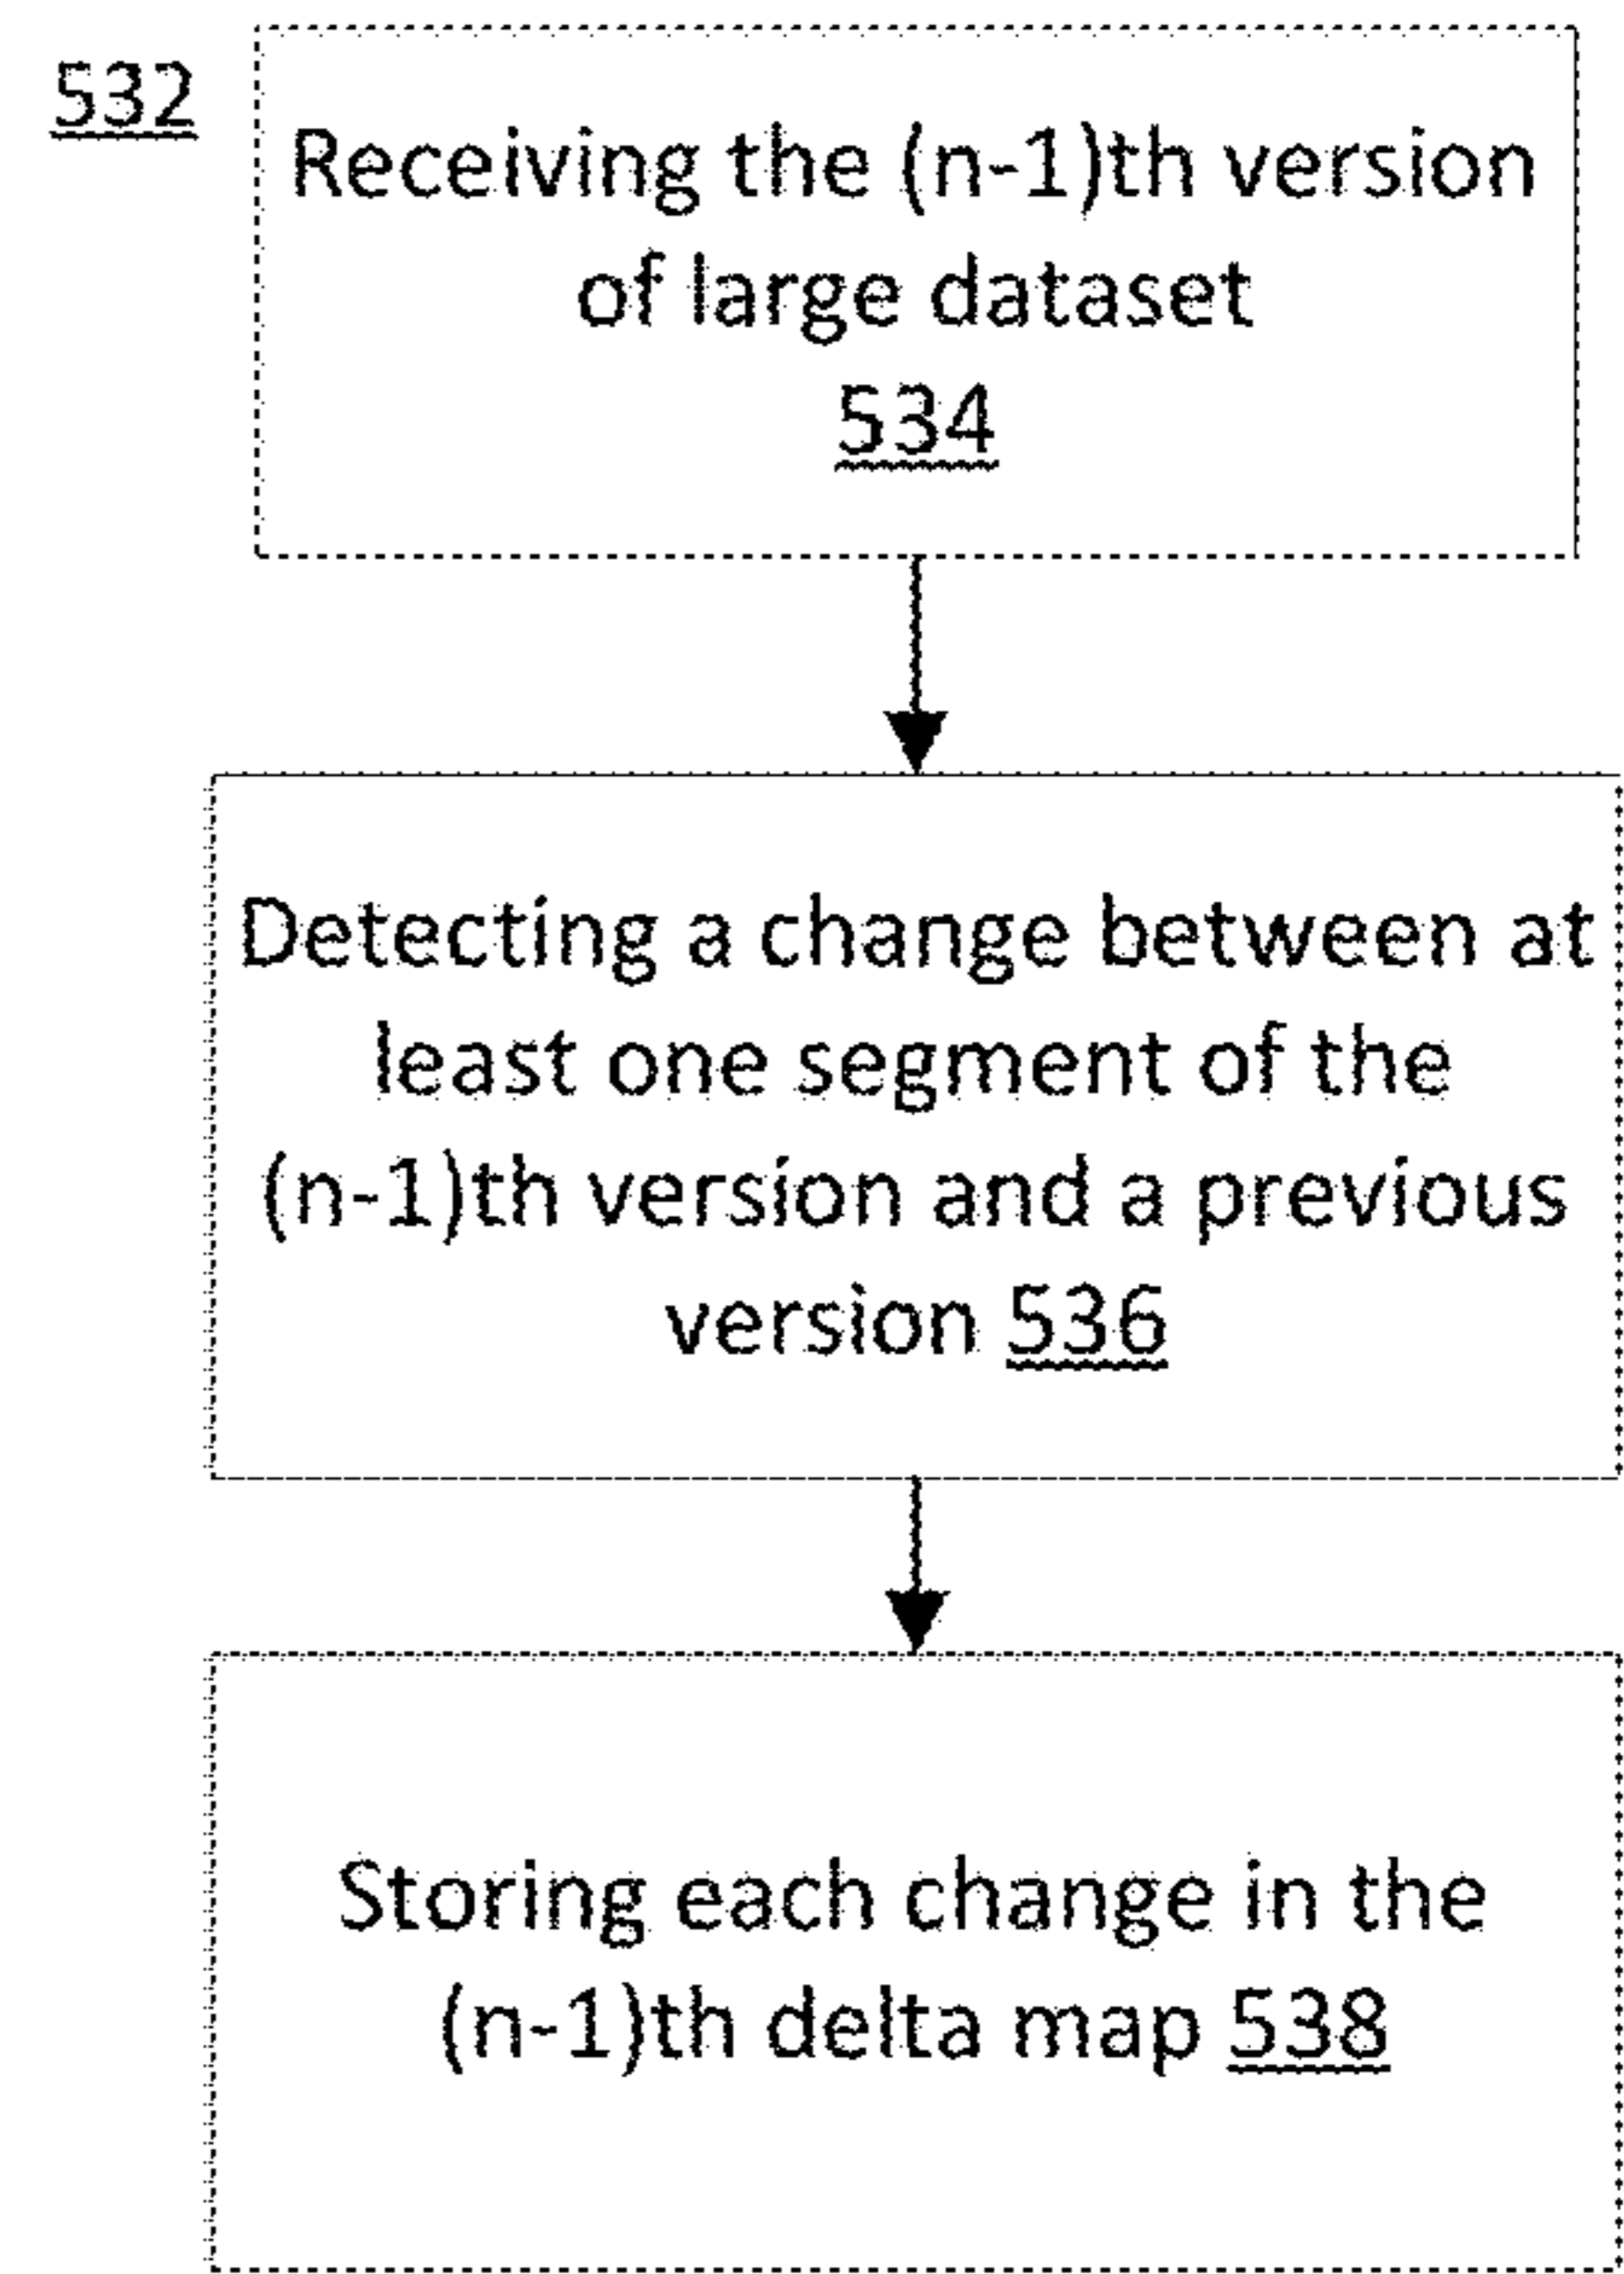 532
Receiving the (n-1)th version
of large dataset
534
Detecting a change between at
least one segment of the
(n-1)th version and a previous
version 536
Storing each change in the
(n-1)th delta map 538